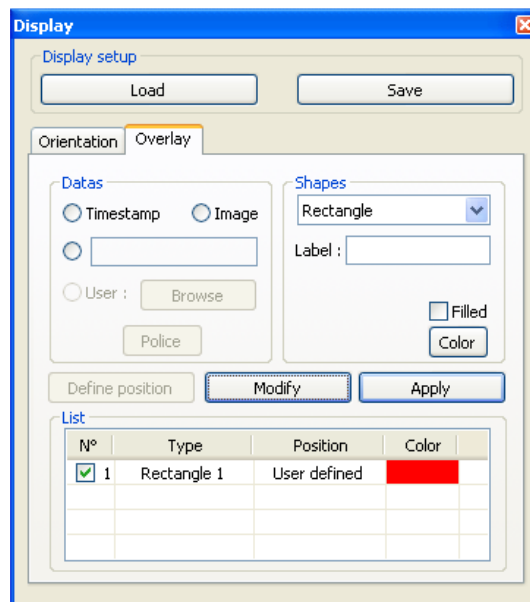 Display
Display setup
Load Save
Orientation Overlay
Datas Shapes
Timestamp Image Rectangle
Label :
User : Browse
Filled
Police Color
Define position Modify Apply
List
N° Type Position Color
1 Rectangle 1 User defined